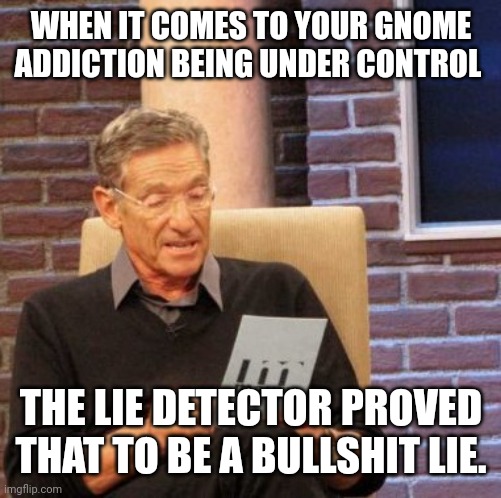 WHEN IT COMES TO YOUR GNOME
ADDICTION BEING UNDER CONTROL
THE LIE DETECTOR PROVED
THAT TO BE A BULLSHIT LIE.
imgflip.com